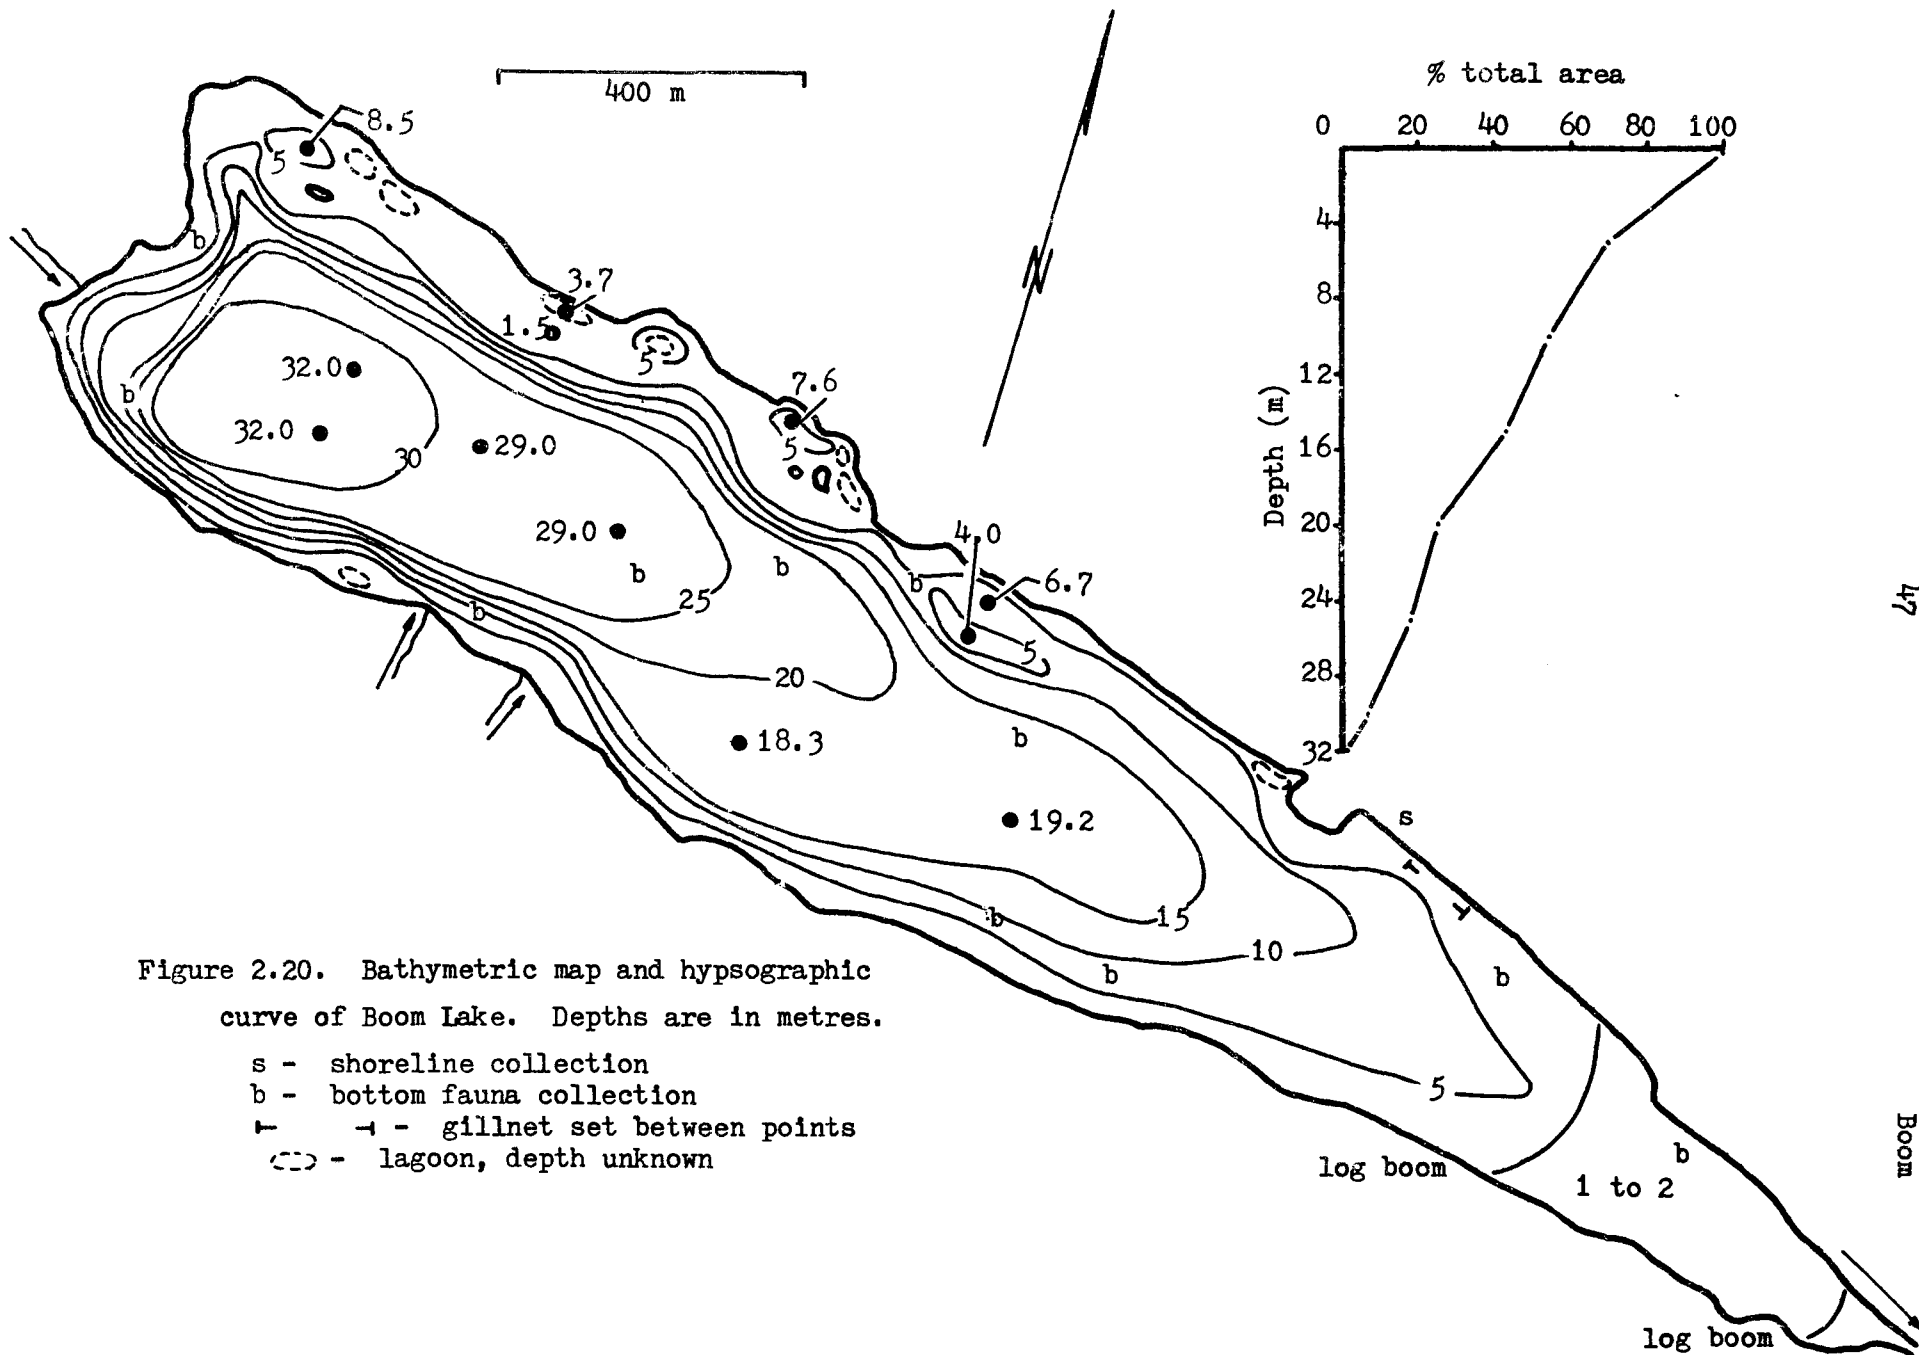 400 m
8.5
5
b
3.7
1.5
5
32.0
b
32.0
29.0
30
7.6
5
29.0
b
b
25
4.0
b
6.7
5
b
20
18.3
b
19.2
15
b
10
b
5
s
b
b
1 to 2
log boom
log boom
N
% total area
0 20 40 60 80 100
Depth (m)
4
8
12
16
20
24
28
32
Figure 2.20. Bathymetric map and hypsographic
curve of Boom Lake. Depths are in metres.
s - shoreline collection
b - bottom fauna collection
⊢ ⊣ - gillnet set between points
- lagoon, depth unknown
47
Boom